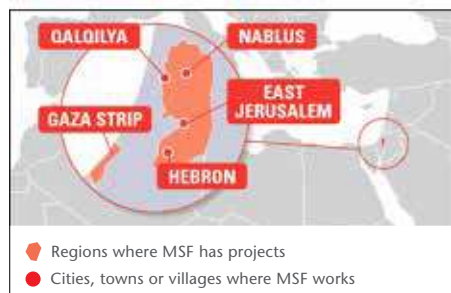 QALQILYA
NABLUS
EAST
JERUSALEM
GAZA STRIP
HEBRON
Regions where MSF has projects
Cities, towns or villages where MSF works